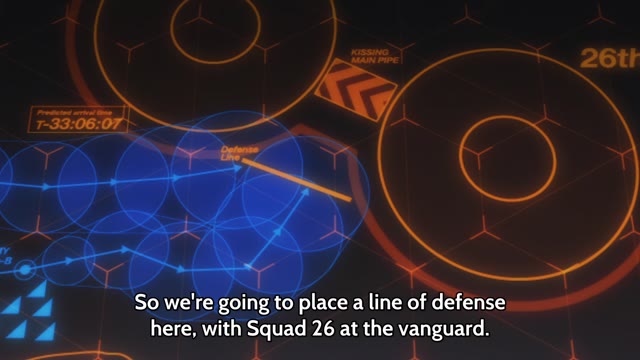 KISSING
MAIN PIPE
26th
Predicted arrival time
T-33:06:07
Defense
Line
-8
So we're going to place a line of defense
here, with Squad 26 at the vanguard.